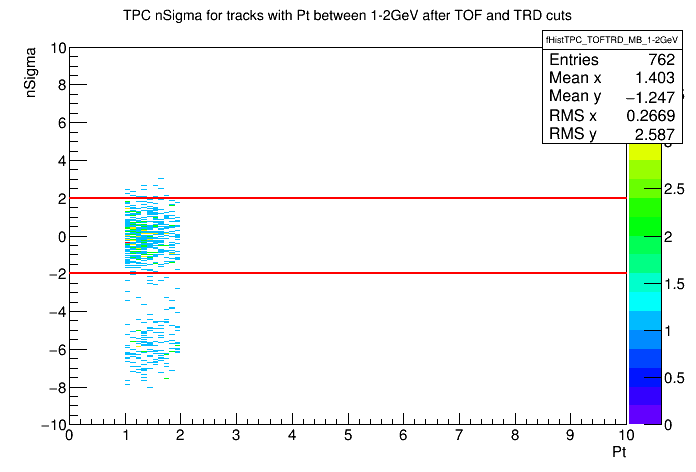 TPC nSigma for tracks with Pt between 1-2GeV after TOF and TRD cuts
fHistTPC_TOFTRD_MB_1-2GeV
Entries 762
Mean x 1.403
Mean y −1.247
RMS x 0.2669
RMS y 2.587
nSigma
10
8
6
4
2
0
−2
−4
−6
−8
−10
0 1 2 3 4 5 6 7 8 9 10
Pt
2.5
2
1.5
1
0.5
0